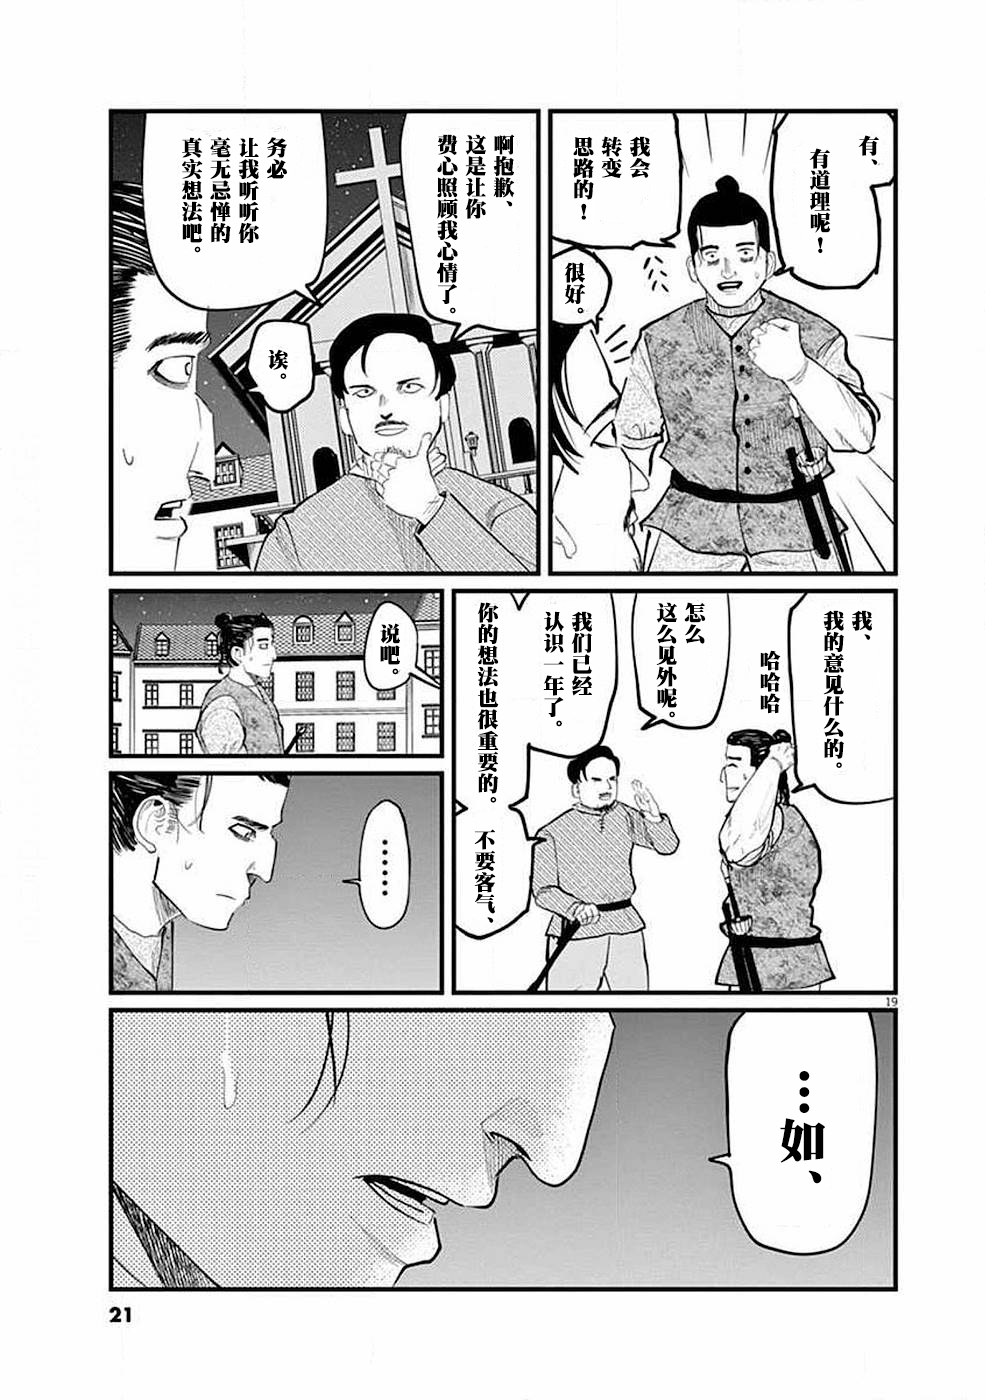 有、
有道理呢！
我会
转变
思路的！
很好。
啊抱歉、
这是让你
费心照顾我心情了。
务必
让我听听你
毫无忌惮的
真实想法吧。
诶。
我、
我的意见什么的。
哈哈哈
怎么
这么见外呢。
我们已经
认识一年了。
你的想法也很重要的。
不要客气、
说吧。
……
19
…如、
21